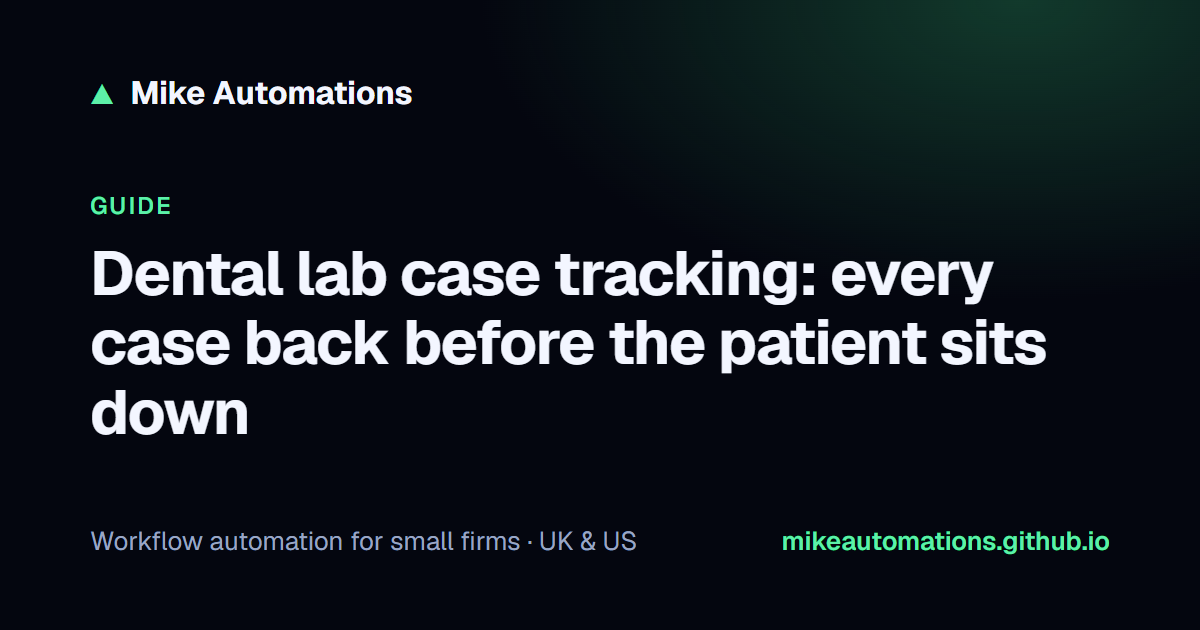 Mike Automations
GUIDE
Dental lab case tracking: every
case back before the patient sits
down
Workflow automation for small firms · UK & US
mikeautomations.github.io